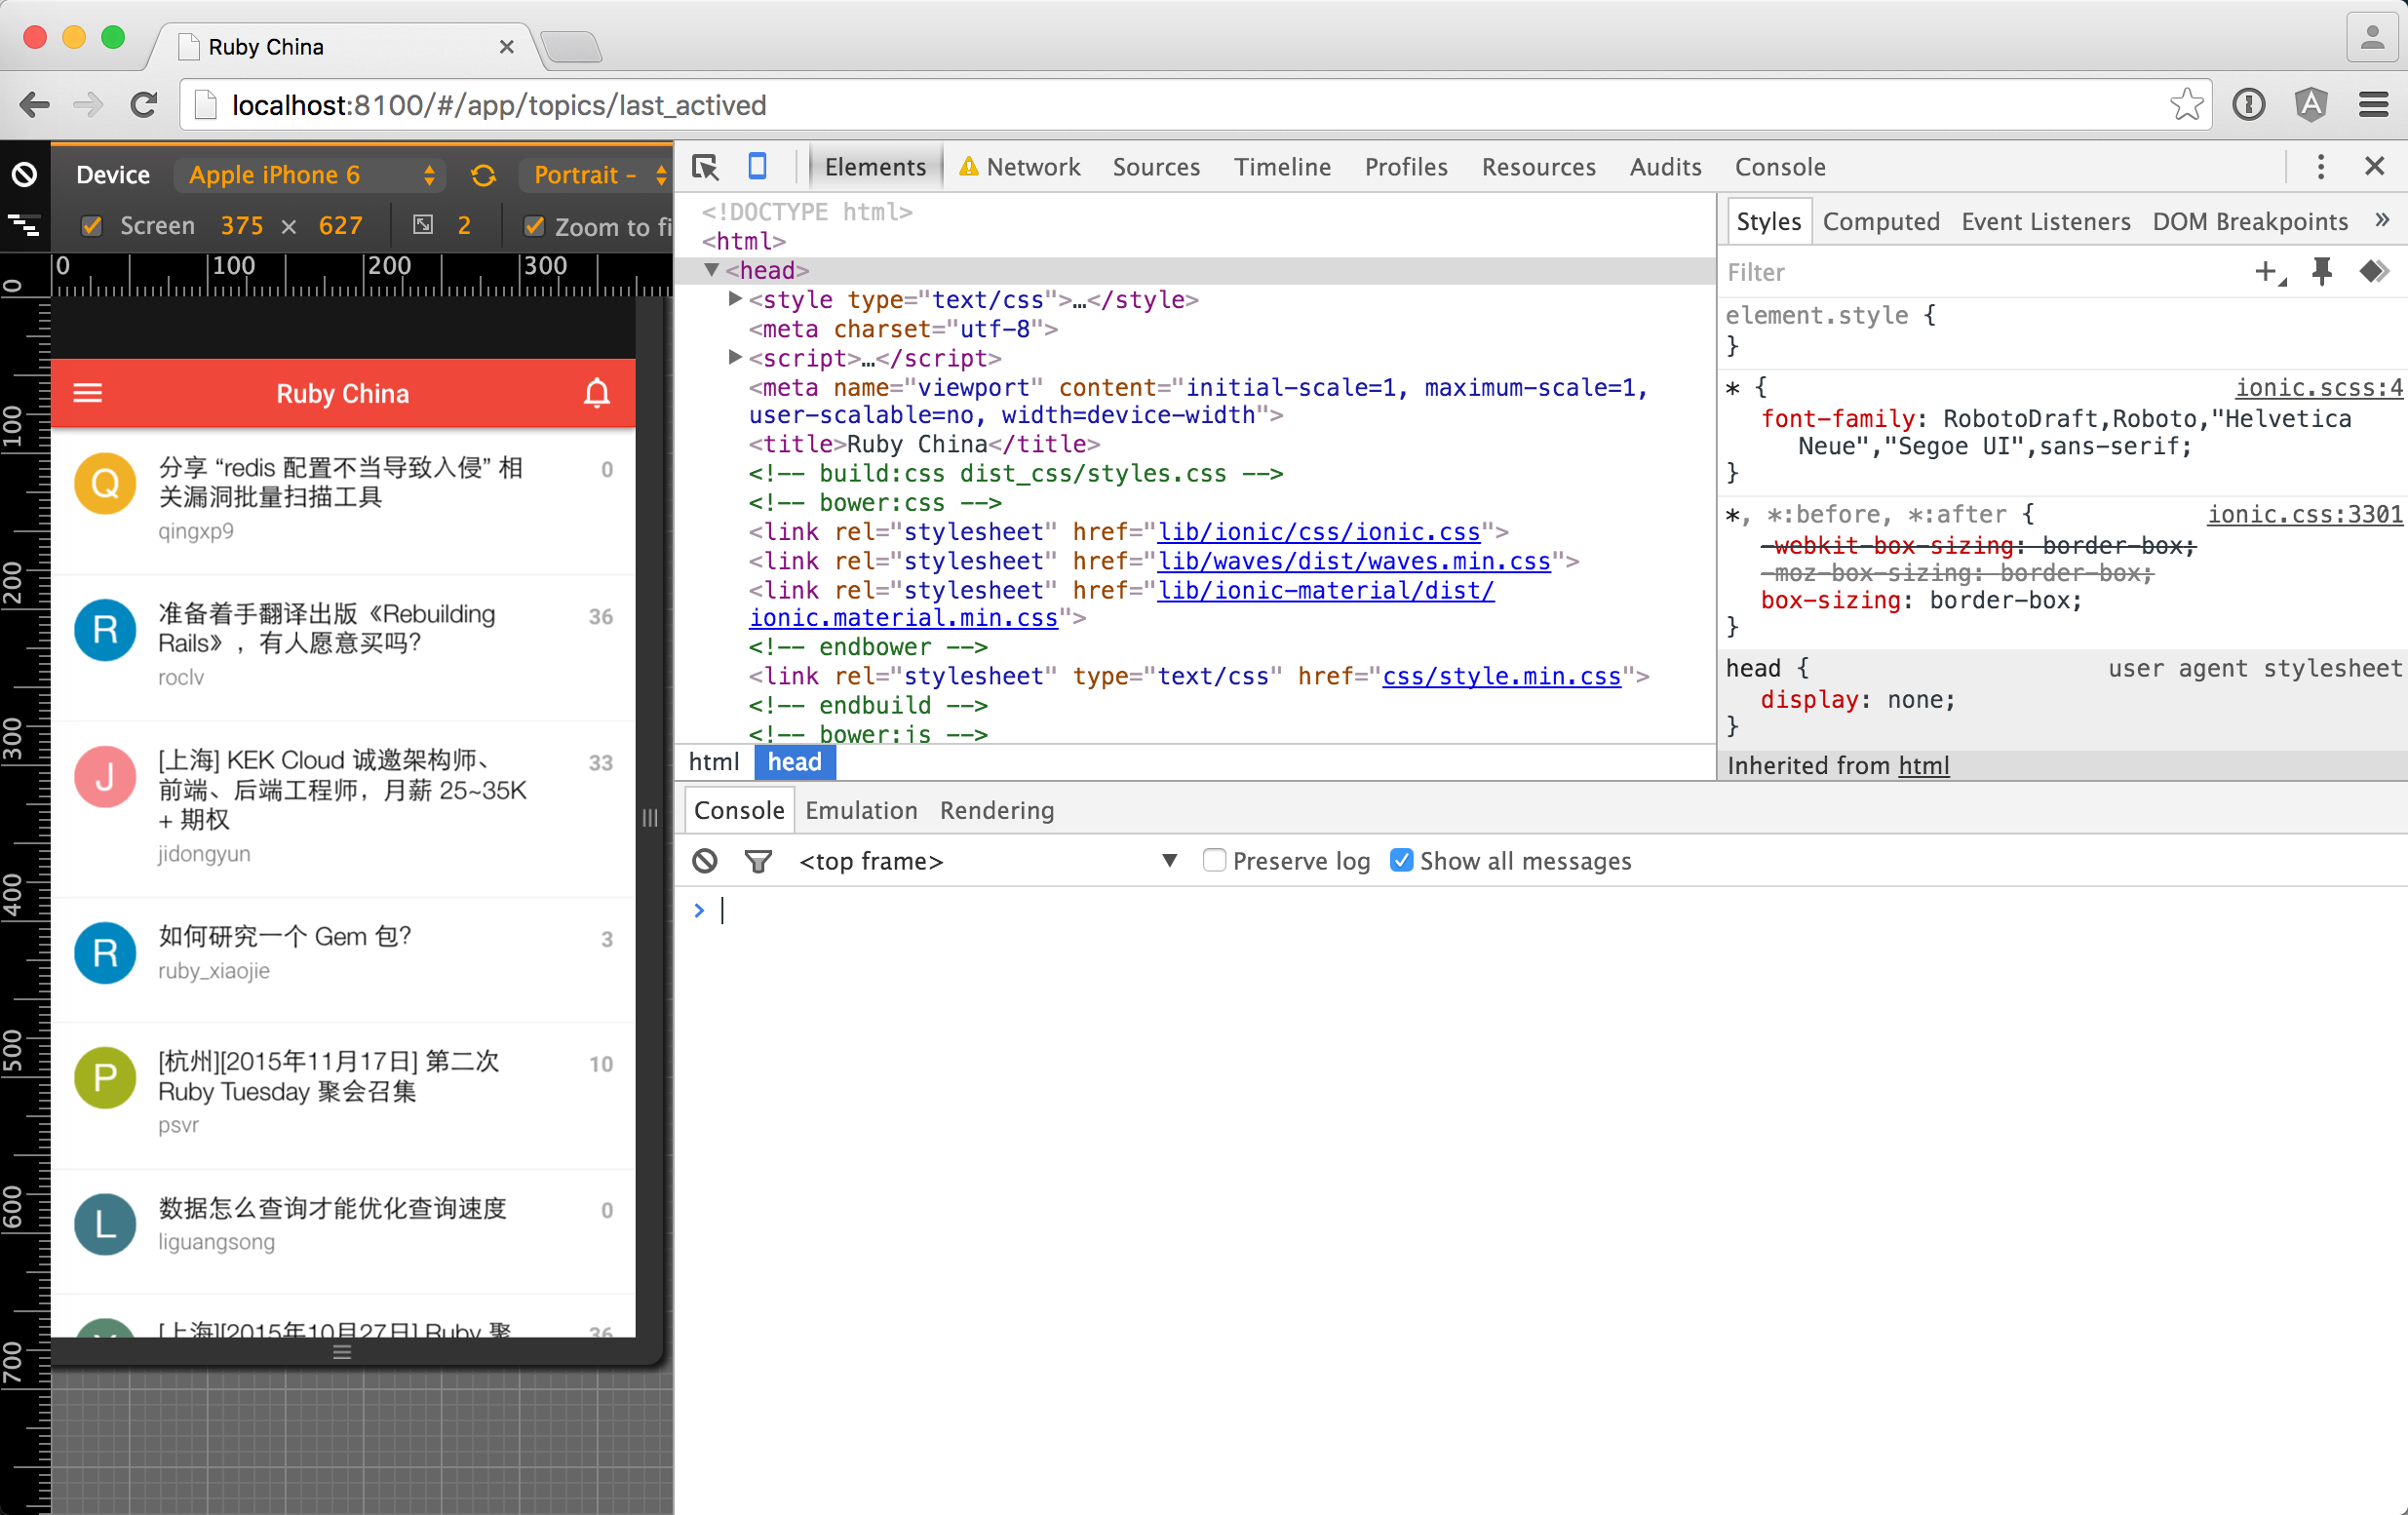 Ruby China
localhost:8100/#/app/topics/last_actived
Device Apple iPhone 6 Portrait -
Screen 375 × 627 2 Zoom to fi
0 100 200 300
0
100
200
300
400
500
600
700
Ruby China
分享 “redis 配置不当导致入侵” 相 0
关漏洞批量扫描工具
qingxp9
准备着手翻译出版《Rebuilding 36
Rails》，有人愿意买吗？
roclv
[上海] KEK Cloud 诚邀架构师、 33
前端、后端工程师，月薪 25~35K
+ 期权
jidongyun
如何研究一个 Gem 包？ 3
ruby_xiaojie
[杭州][2015年11月17日] 第二次 10
Ruby Tuesday 聚会召集
psvr
数据怎么查询才能优化查询速度 0
liguangsong
[上海][2015年10月27日] Ruby 聚 36
Elements Network Sources Timeline Profiles Resources Audits Console
<!DOCTYPE html>
<html>
▼<head>
▶<style type="text/css">…</style>
<meta charset="utf-8">
▶<script>…</script>
<meta name="viewport" content="initial-scale=1, maximum-scale=1,
user-scalable=no, width=device-width">
<title>Ruby China</title>
<!-- build:css dist_css/styles.css -->
<!-- bower:css -->
<link rel="stylesheet" href="lib/ionic/css/ionic.css">
<link rel="stylesheet" href="lib/waves/dist/waves.min.css">
<link rel="stylesheet" href="lib/ionic-material/dist/
ionic.material.min.css">
<!-- endbower -->
<link rel="stylesheet" type="text/css" href="css/style.min.css">
<!-- endbuild -->
<!-- bower:js -->
html head
Styles Computed Event Listeners DOM Breakpoints »
Filter
element.style {
}
* { ionic.scss:4
font-family: RobotoDraft,Roboto,"Helvetica
Neue","Segoe UI",sans-serif;
}
*, *:before, *:after { ionic.css:3301
-webkit-box-sizing: border-box;
-moz-box-sizing: border-box;
box-sizing: border-box;
}
head { user agent stylesheet
display: none;
}
Inherited from html
Console Emulation Rendering
<top frame> ▼ Preserve log Show all messages
>